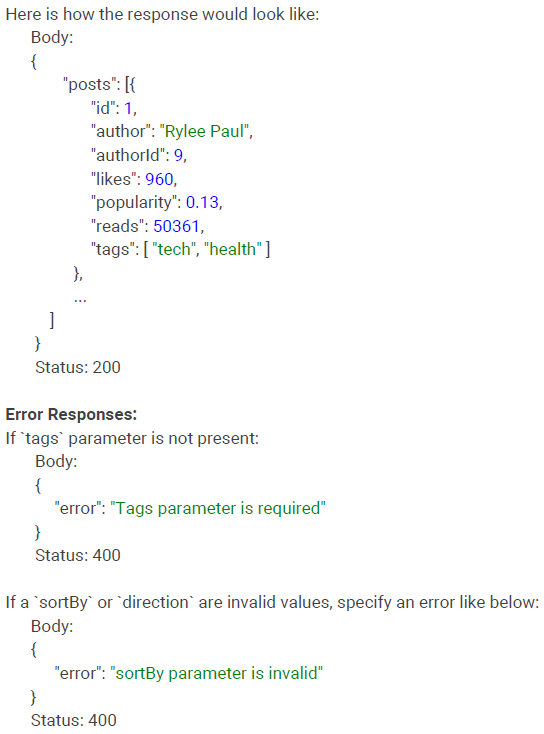 Here is how the response would look like:
Body:
{
"posts": [{
"id": 1,
"author": "Rylee Paul",
"authorId": 9,
"likes": 960,
"popularity": 0.13,
"reads": 50361,
"tags": [ "tech", "health" ]
},
...
]
}
Status: 200
Error Responses:
If `tags` parameter is not present:
Body:
{
"error": "Tags parameter is required"
}
Status: 400
If a `sortBy` or `direction` are invalid values, specify an error like below:
Body:
{
"error": "sortBy parameter is invalid"
}
Status: 400